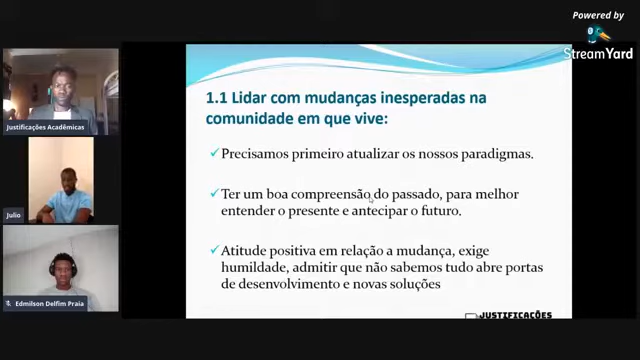 Powered by
StreamYard
1.1 Lidar com mudanças inesperadas na
comunidade em que vive:
Precisamos primeiro atualizar os nossos paradigmas.
Ter um boa compreensão do passado, para melhor
entender o presente e antecipar o futuro.
Atitude positiva em relação a mudança, exige
humildade, admitir que não sabemos tudo abre portas
de desenvolvimento e novas soluções
JUSTIFICAÇÕES
Justificações Acadêmicas
Julio
Edmilson Delfim Praia